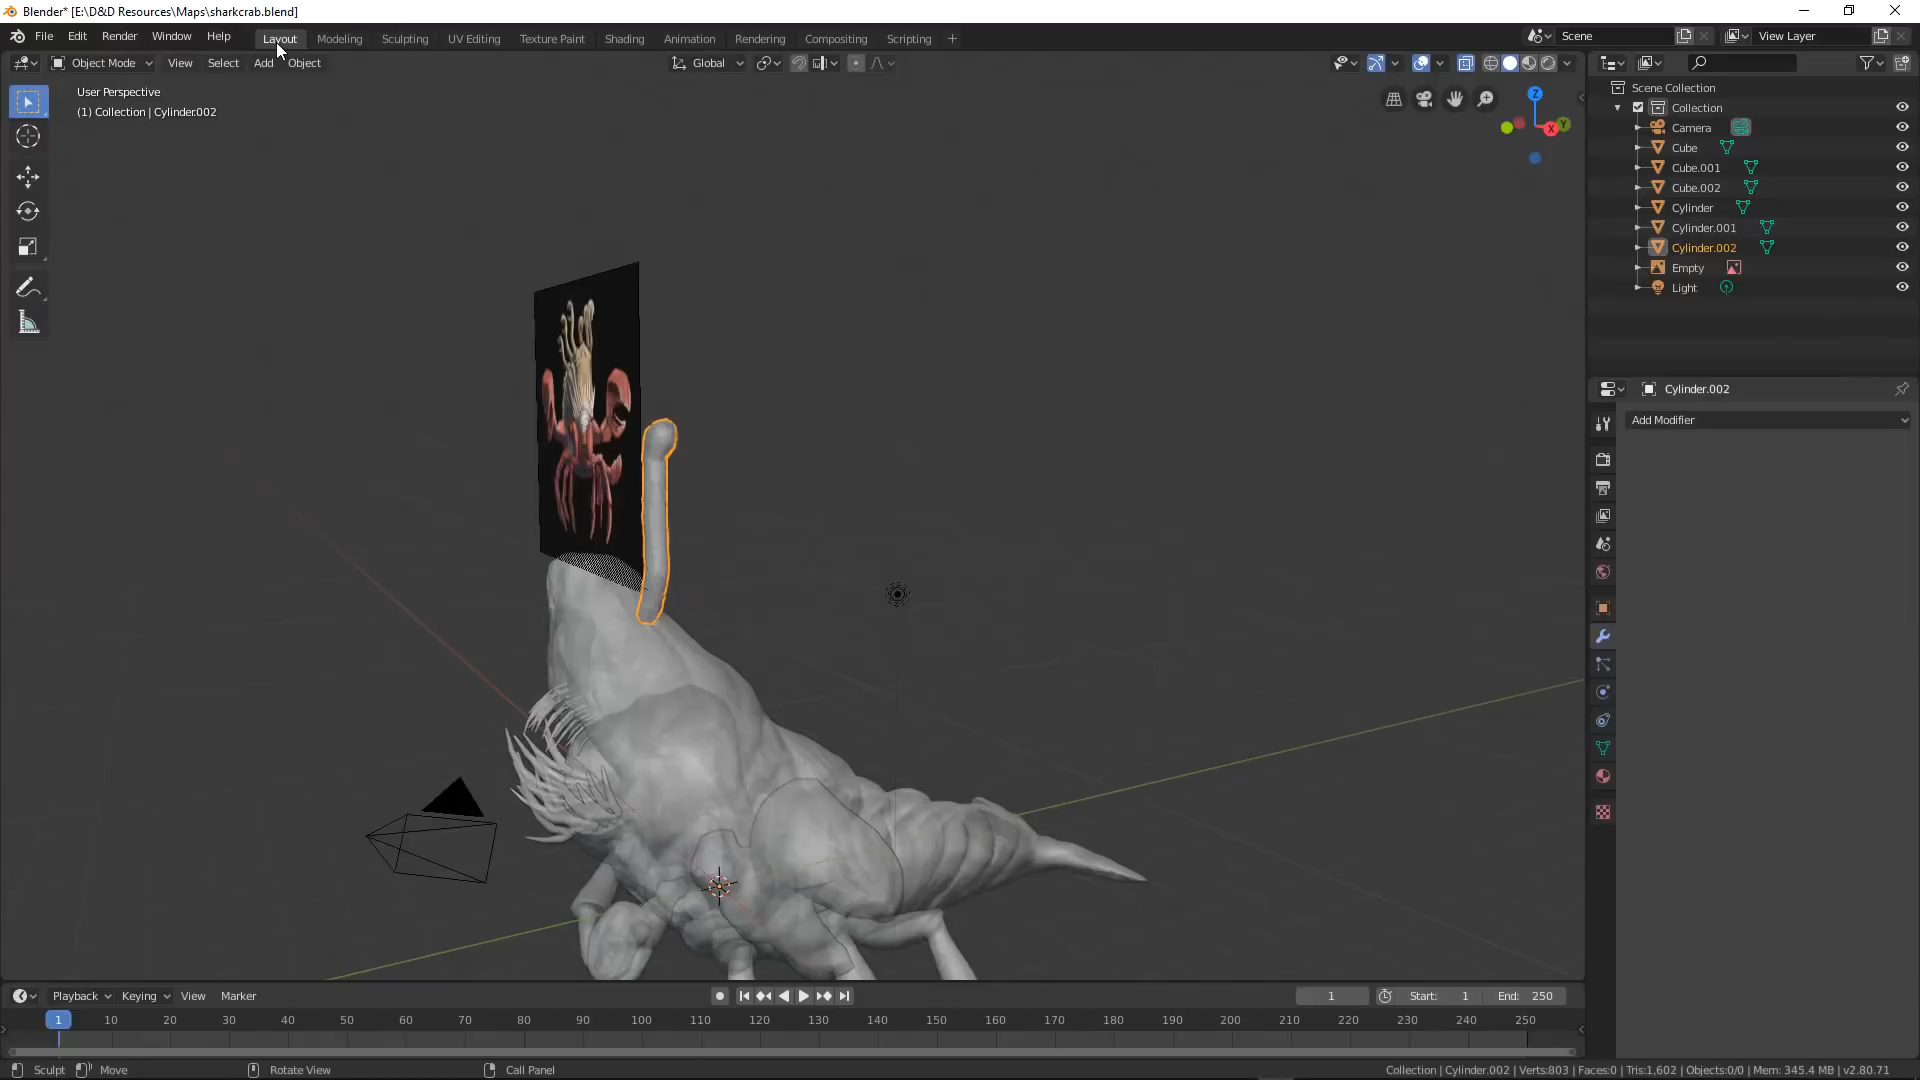 Blender* [E:\D&D Resources\Maps\sharkcrab.blend]
File Edit Render Window Help Layout Modeling Sculpting UV Editing Texture Paint Shading Animation Rendering Compositing Scripting + Scene View Layer
Object Mode View Select Add Object Global
User Perspective
(1) Collection | Cylinder.002
Z
X
Y
Scene Collection
Collection
Camera
Cube
Cube.001
Cube.002
Cylinder
Cylinder.001
Cylinder.002
Empty
Light
Cylinder.002
Add Modifier
Playback Keying View Marker 1 Start: 1 End: 250
1 10 20 30 40 50 60 70 80 90 100 110 120 130 140 150 160 170 180 190 200 210 220 230 240 250
Sculpt Move Rotate View Call Panel Collection | Cylinder.002 | Verts:803 | Faces:0 | Tris:1,602 | Objects:0/0 | Mem: 345.4 MB | v2.80.71